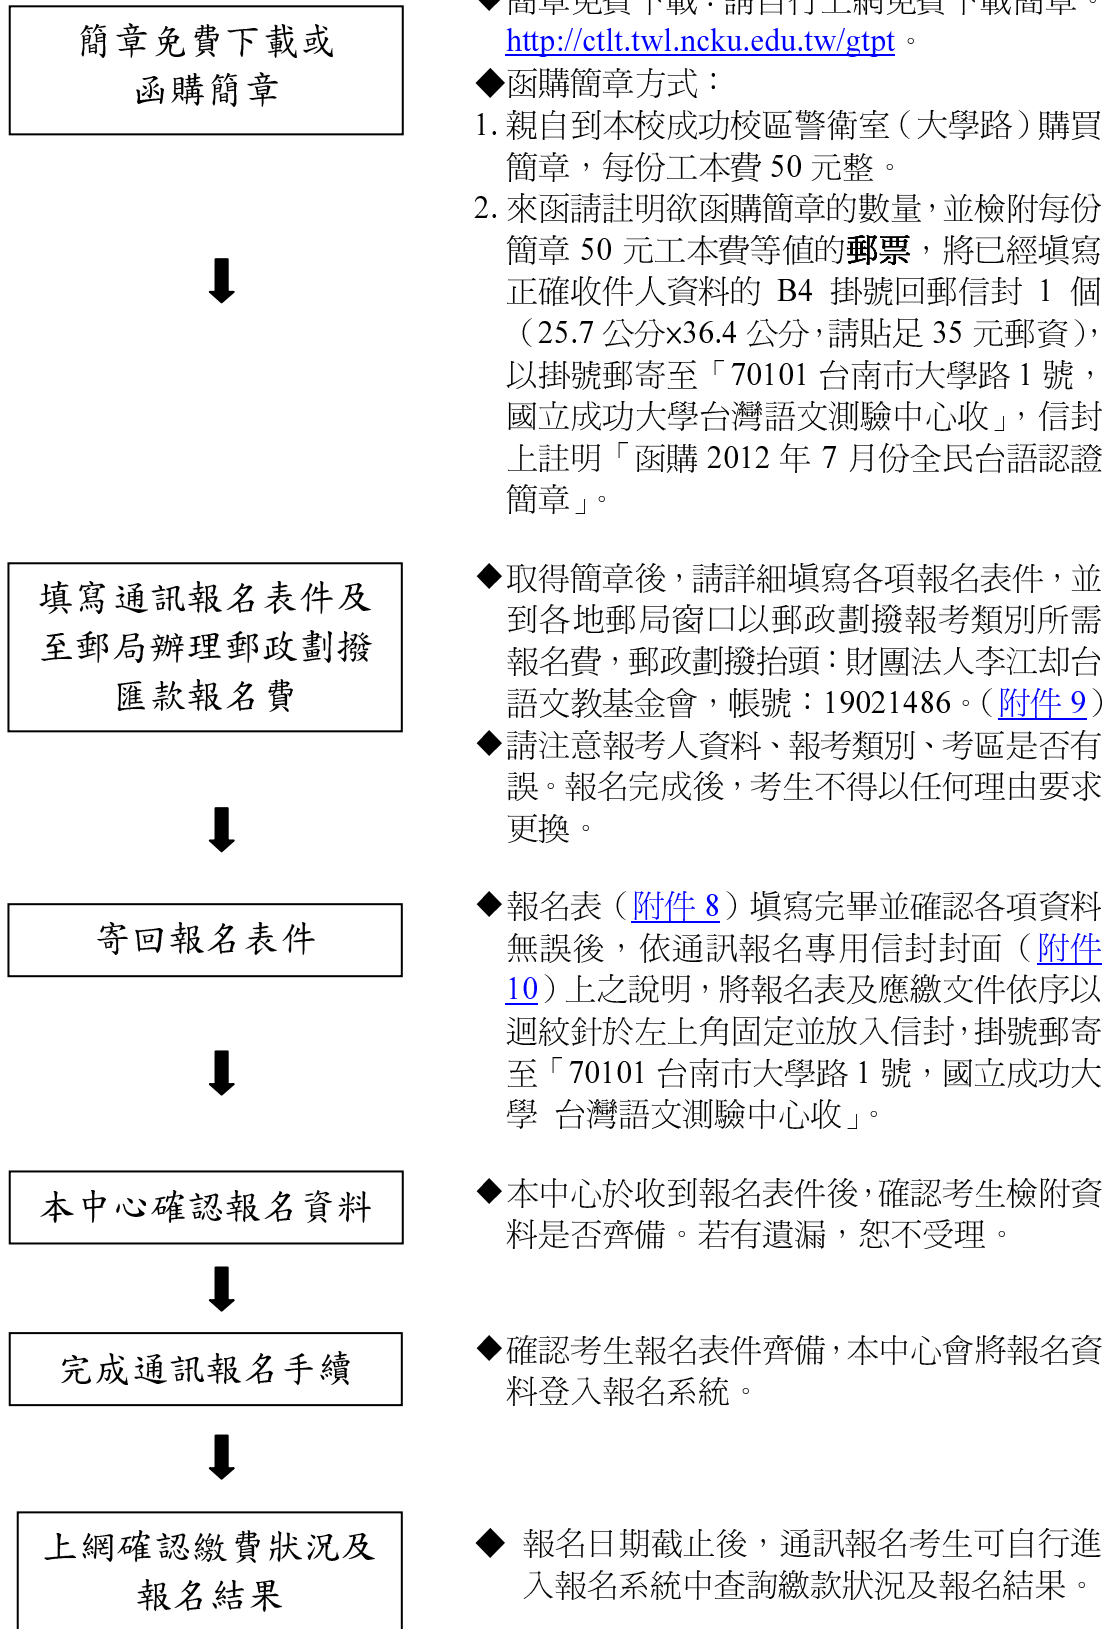 簡章免費下載或
函購簡章
◆簡章免費下載：請自行上網免費下載簡章。
http://ctlt.twl.ncku.edu.tw/gtpt。
◆函購簡章方式：
1. 親自到本校成功校區警衛室（大學路）購買
簡章，每份工本費 50 元整。
2. 來函請註明欲函購簡章的數量，並檢附每份
簡章 50 元工本費等值的郵票，將已經填寫
正確收件人資料的 B4 掛號回郵信封 1 個
（25.7 公分×36.4 公分，請貼足 35 元郵資），
以掛號郵寄至「70101 台南市大學路 1 號，
國立成功大學台灣語文測驗中心收」，信封
上註明「函購 2012 年 7 月份全民台語認證
簡章」。
填寫通訊報名表件及
至郵局辦理郵政劃撥
匯款報名費
◆取得簡章後，請詳細填寫各項報名表件，並
到各地郵局窗口以郵政劃撥報考類別所需
報名費，郵政劃撥抬頭：財團法人李江却台
語文教基金會，帳號：19021486。（附件 9）
◆請注意報考人資料、報考類別、考區是否有
誤。報名完成後，考生不得以任何理由要求
更換。
寄回報名表件
◆報名表（附件 8）填寫完畢並確認各項資料
無誤後，依通訊報名專用信封封面（附件
10）上之說明，將報名表及應繳文件依序以
迴紋針於左上角固定並放入信封，掛號郵寄
至「70101 台南市大學路 1 號，國立成功大
學 台灣語文測驗中心收」。
本中心確認報名資料
◆本中心於收到報名表件後，確認考生檢附資
料是否齊備。若有遺漏，恕不受理。
完成通訊報名手續
◆確認考生報名表件齊備，本中心會將報名資
料登入報名系統。
上網確認繳費狀況及
報名結果
◆ 報名日期截止後，通訊報名考生可自行進
入報名系統中查詢繳款狀況及報名結果。